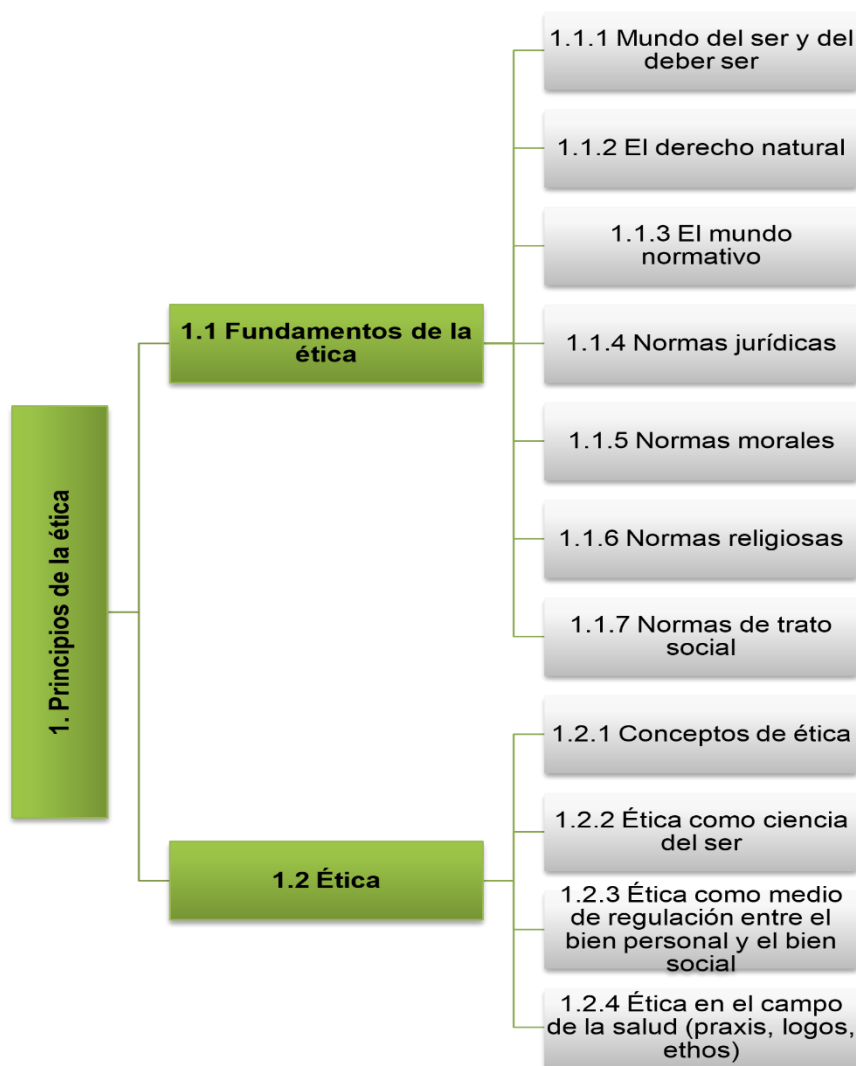 1. Principios de la ética
1.1 Fundamentos de la
ética
1.1.1 Mundo del ser y del
deber ser
1.1.2 El derecho natural
1.1.3 El mundo
normativo
1.1.4 Normas jurídicas
1.1.5 Normas morales
1.1.6 Normas religiosas
1.1.7 Normas de trato
social
1.2 Ética
1.2.1 Conceptos de ética
1.2.2 Ética como ciencia
del ser
1.2.3 Ética como medio
de regulación entre el
bien personal y el bien
social
1.2.4 Ética en el campo
de la salud (praxis, logos,
ethos)